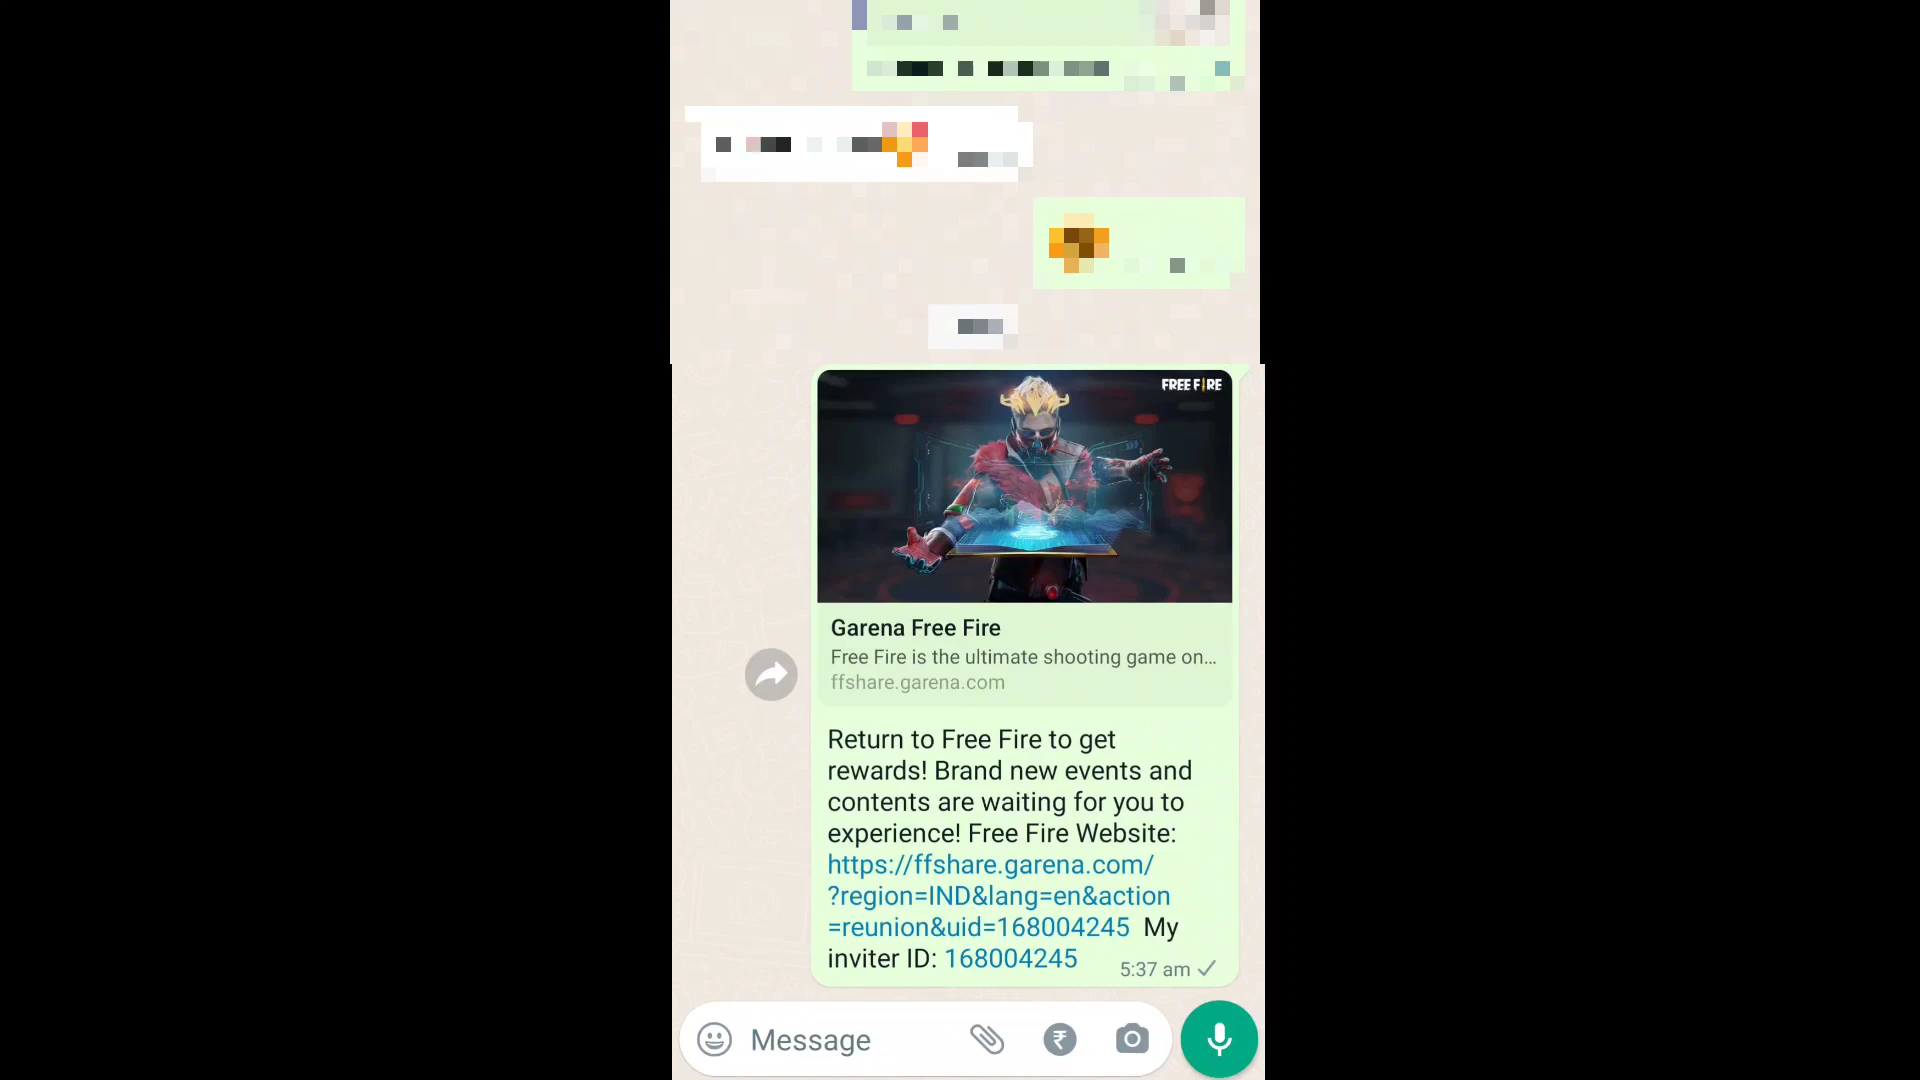 FREE FIRE
Garena Free Fire
Free Fire is the ultimate shooting game on...
ffshare.garena.com
Return to Free Fire to get
rewards! Brand new events and
contents are waiting for you to
experience! Free Fire Website:
https://ffshare.garena.com/
?region=IND&lang=en&action
=reunion&uid=168004245 My
inviter ID: 168004245
5:37 am
Message